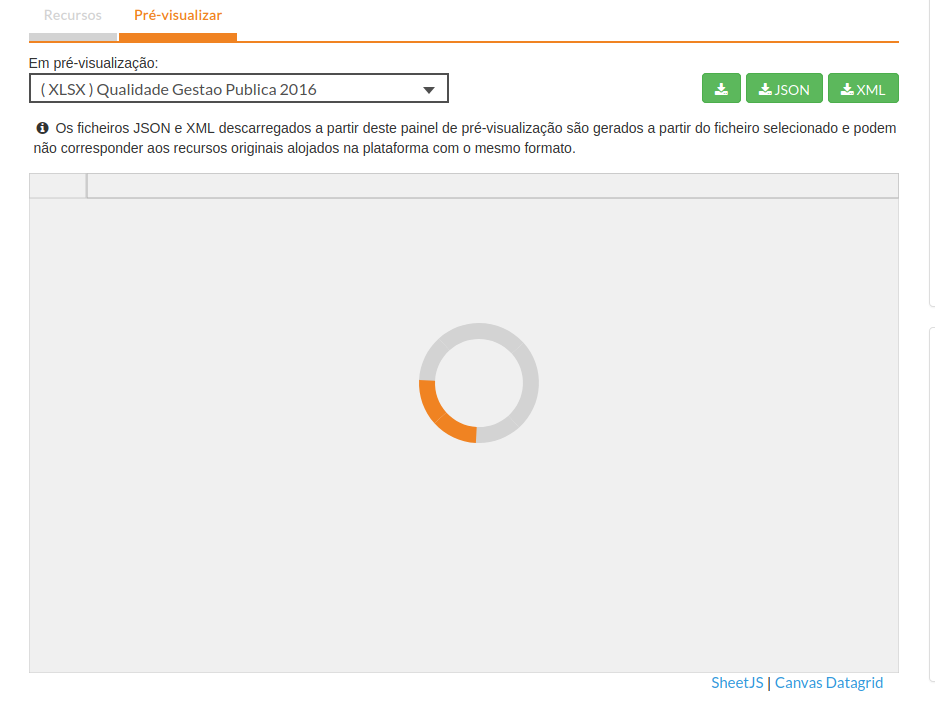 Recursos Pré-visualizar
Em pré-visualização:
( XLSX ) Qualidade Gestao Publica 2016
JSON XML
Os ficheiros JSON e XML descarregados a partir deste painel de pré-visualização são gerados a partir do ficheiro selecionado e podem
não corresponder aos recursos originais alojados na plataforma com o mesmo formato.
SheetJS | Canvas Datagrid